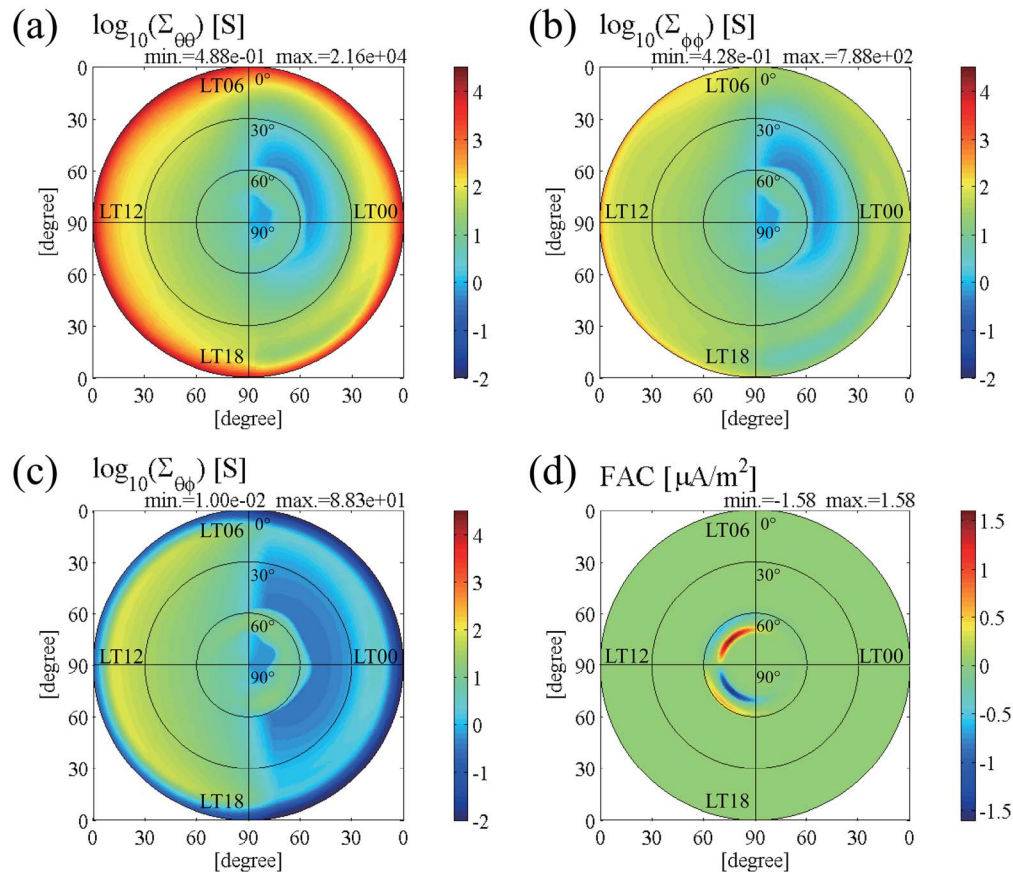 (a) log10(Σθθ) [S]
min.=4.88e-01 max.=2.16e+04
0
30
60
90
60
30
0
[degree]
LT06
0°
30°
60°
LT12
LT00
90°
LT18
0 30 60 90 60 30 0
[degree]
4
3
2
1
0
-1
-2
(b) log10(Σϕϕ) [S]
min.=4.28e-01 max.=7.88e+02
0
30
60
90
60
30
0
[degree]
LT06
0°
30°
60°
LT12
LT00
90°
LT18
0 30 60 90 60 30 0
[degree]
4
3
2
1
0
-1
-2
(c) log10(Σθϕ) [S]
min.=1.00e-02 max.=8.83e+01
0
30
60
90
60
30
0
[degree]
LT06
0°
30°
60°
LT12
LT00
90°
LT18
0 30 60 90 60 30 0
[degree]
4
3
2
1
0
-1
-2
(d) FAC [μA/m²]
min.=-1.58 max.=1.58
0
30
60
90
60
30
0
[degree]
LT06
0°
30°
60°
LT12
LT00
90°
LT18
0 30 60 90 60 30 0
[degree]
1.5
1
0.5
0
-0.5
-1
-1.5